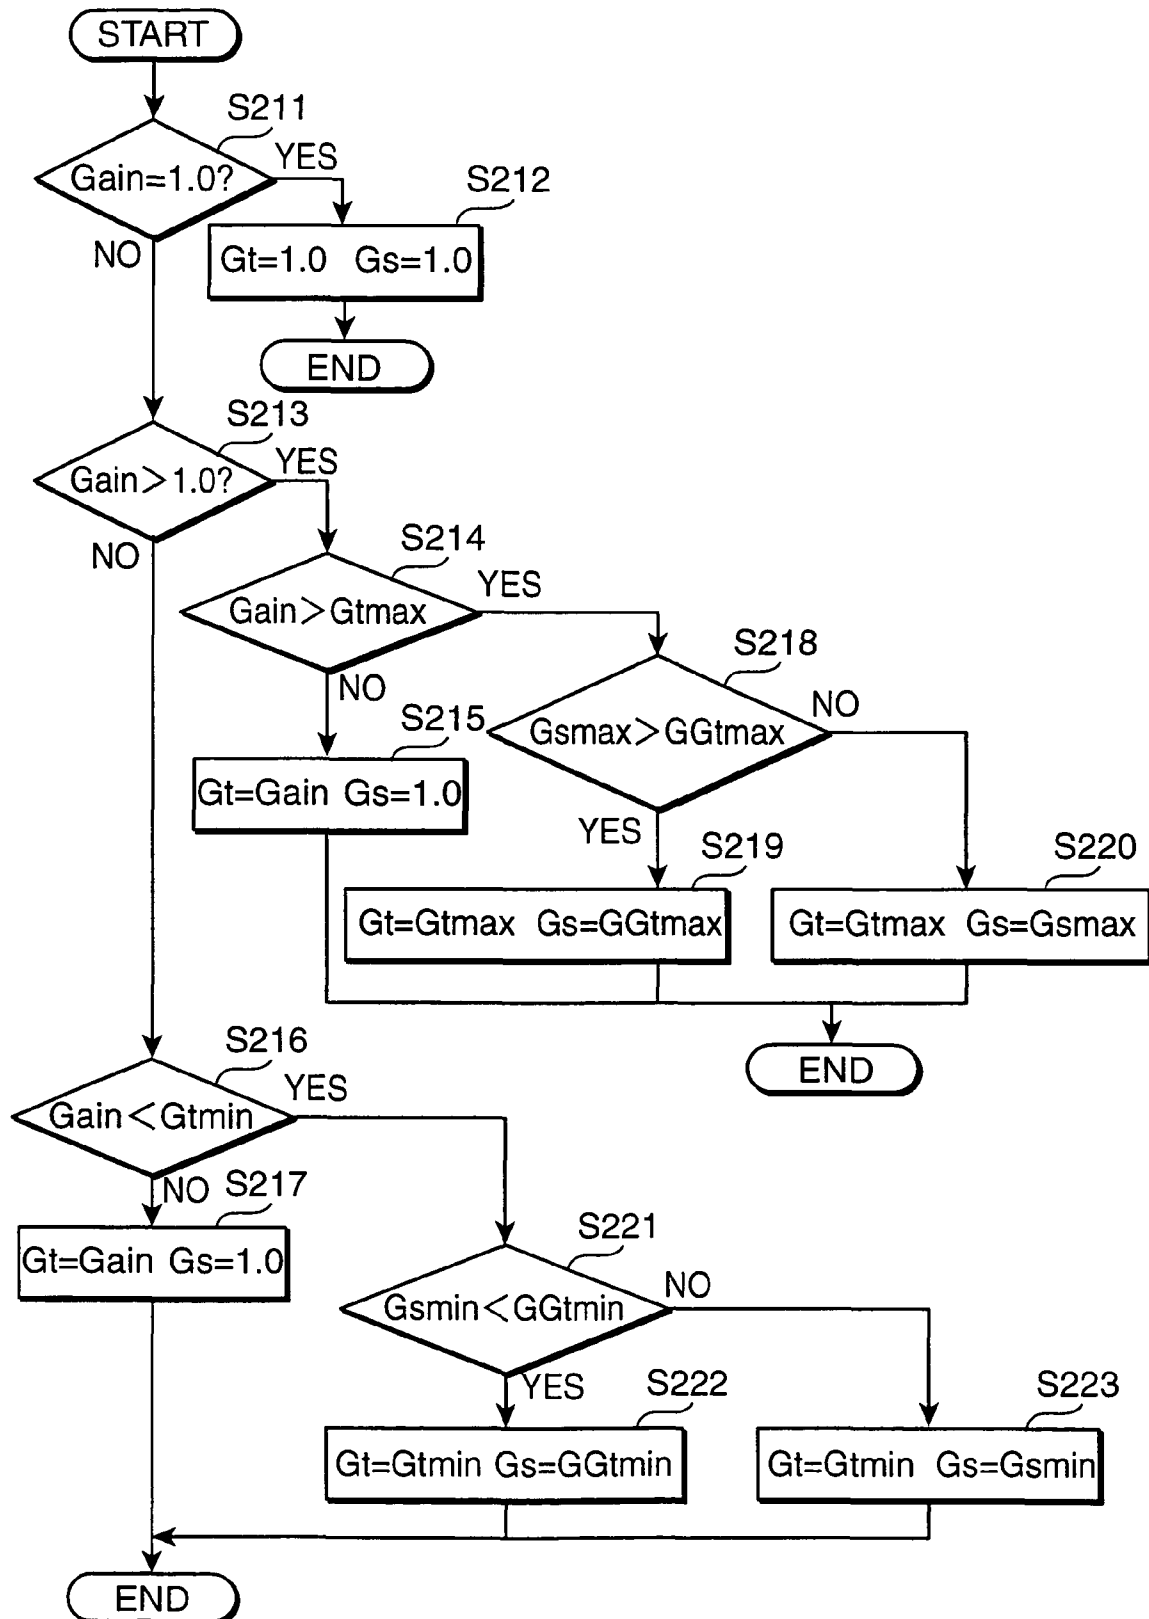 START
S211
Gain=1.0?
YES
S212
Gt=1.0 Gs=1.0
NO
END
S213
Gain>1.0?
YES
NO
S214
Gain>Gtmax
YES
S218
NO
Gsmax>GGtmax
NO
S215
Gt=Gain Gs=1.0
YES
S219
S220
Gt=Gtmax Gs=GGtmax
Gt=Gtmax Gs=Gsmax
END
S216
Gain<Gtmin
YES
NO
S217
Gt=Gain Gs=1.0
S221
Gsmin<GGtmin
NO
YES
S222
S223
Gt=Gtmin Gs=GGtmin
Gt=Gtmin Gs=Gsmin
END